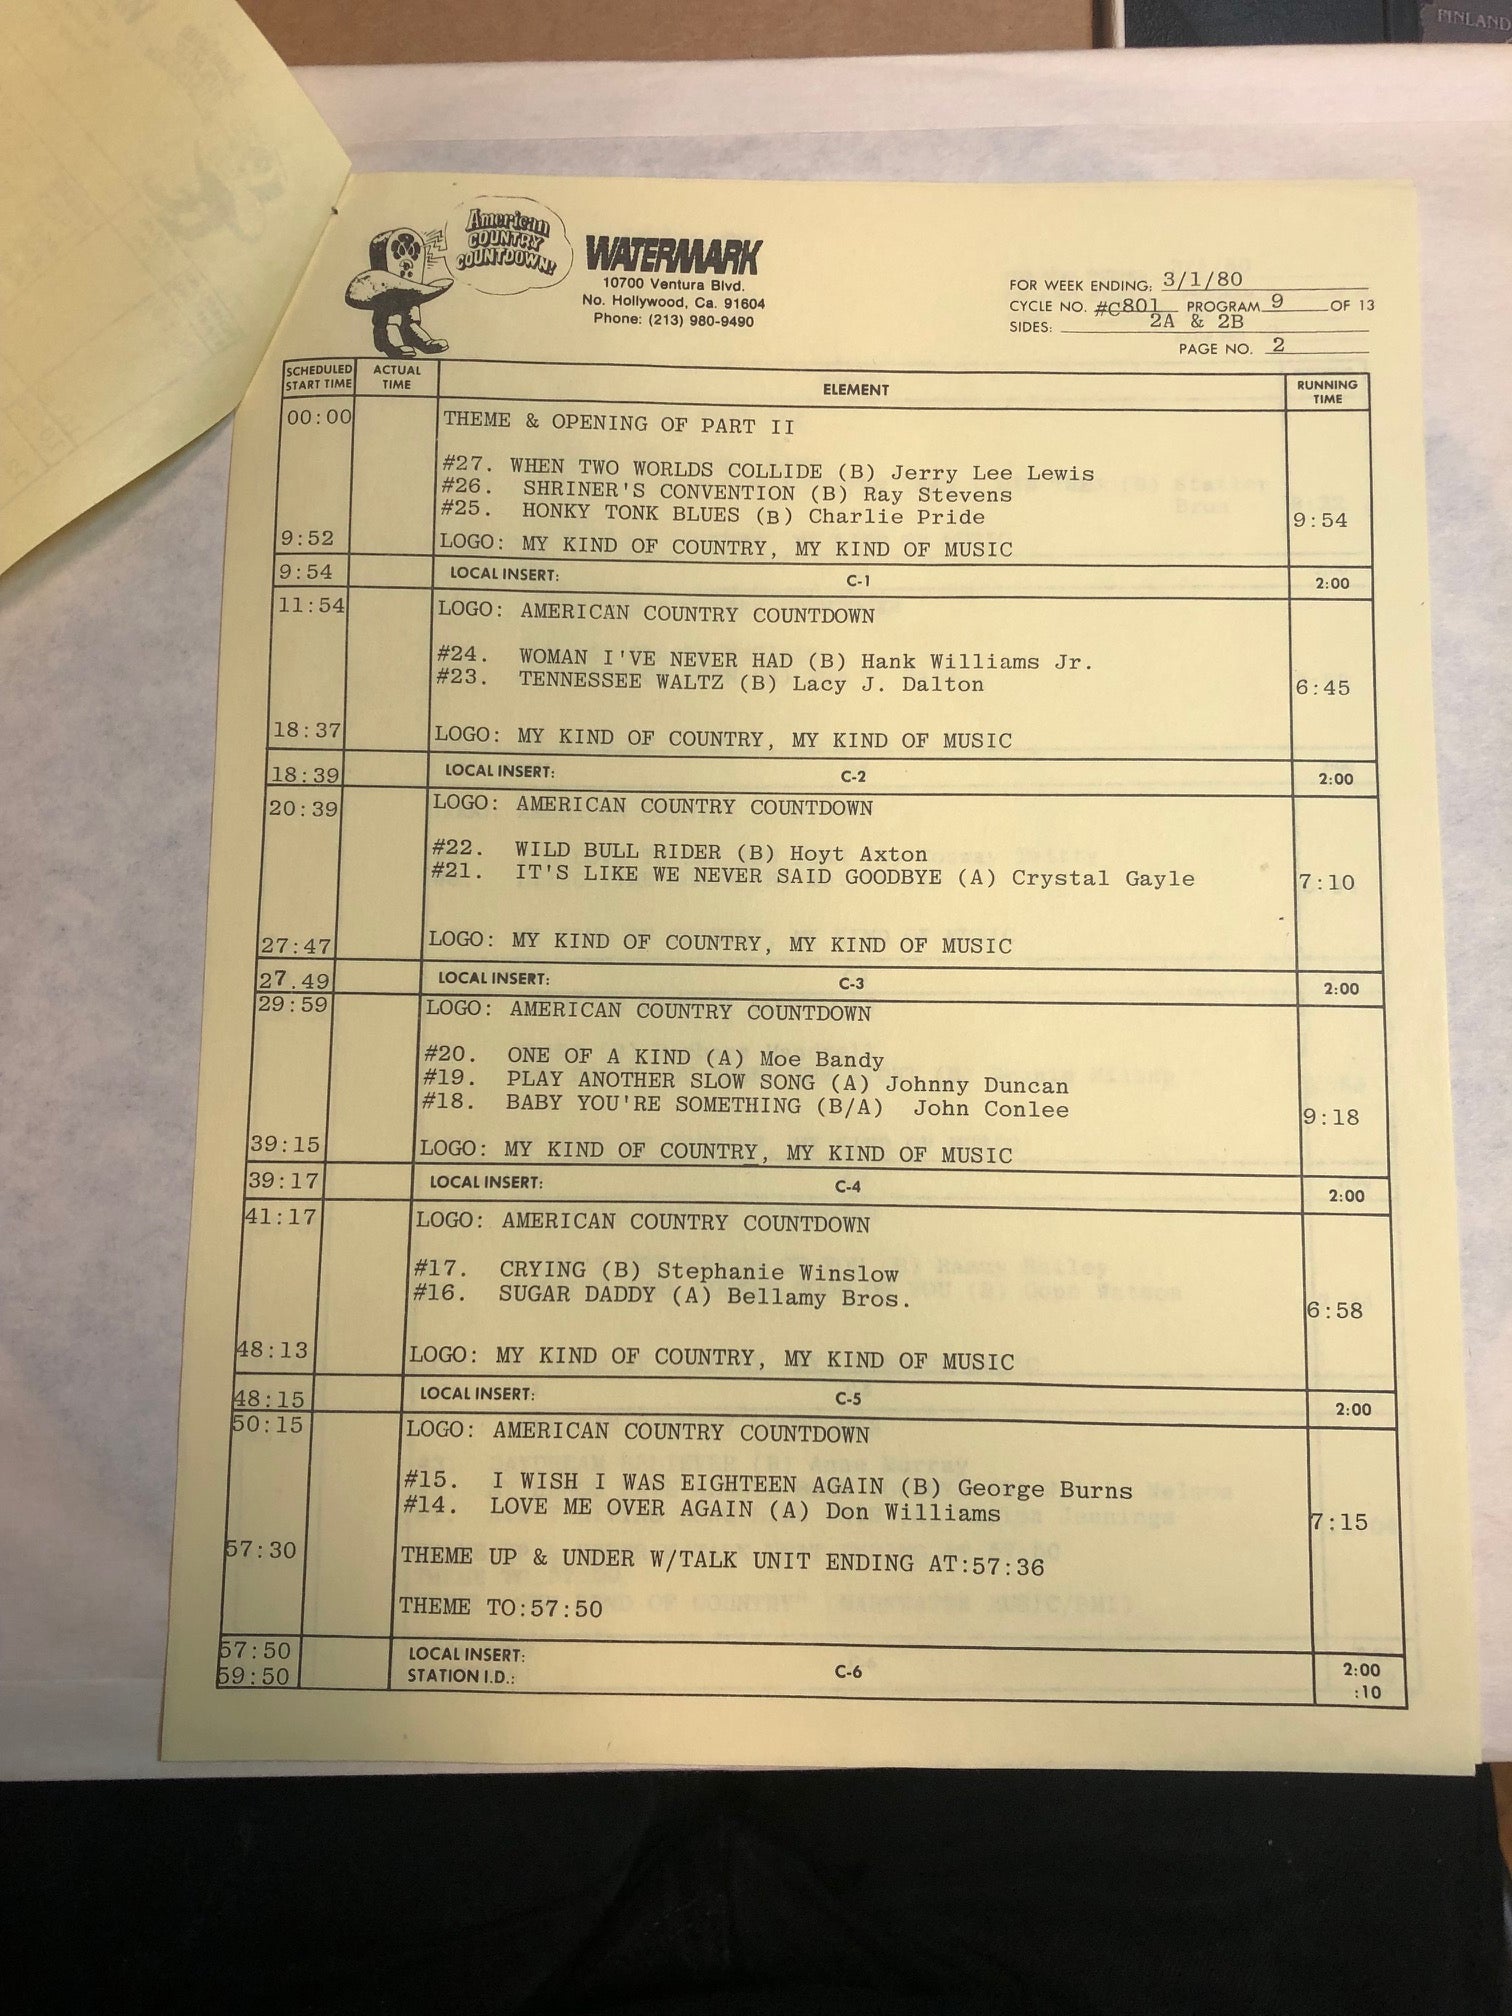 FINLAND
American
COUNTRY
COUNTDOWN!
WATERMARK
10700 Ventura Blvd.
No. Hollywood, Ca. 91604
Phone: (213) 980-9490
FOR WEEK ENDING: 3/1/80
CYCLE NO. #C801 PROGRAM 9 OF 13
SIDES: 2A & 2B
PAGE NO. 2
SCHEDULED START TIME ACTUAL TIME ELEMENT RUNNING TIME
00:00 THEME & OPENING OF PART II
#27. WHEN TWO WORLDS COLLIDE (B) Jerry Lee Lewis
#26. SHRINER'S CONVENTION (B) Ray Stevens
#25. HONKY TONK BLUES (B) Charlie Pride 9:54
9:52 LOGO: MY KIND OF COUNTRY, MY KIND OF MUSIC
9:54 LOCAL INSERT: C-1 2:00
11:54 LOGO: AMERICAN COUNTRY COUNTDOWN
#24. WOMAN I'VE NEVER HAD (B) Hank Williams Jr.
#23. TENNESSEE WALTZ (B) Lacy J. Dalton 6:45
18:37 LOGO: MY KIND OF COUNTRY, MY KIND OF MUSIC
18:39 LOCAL INSERT: C-2 2:00
20:39 LOGO: AMERICAN COUNTRY COUNTDOWN
#22. WILD BULL RIDER (B) Hoyt Axton
#21. IT'S LIKE WE NEVER SAID GOODBYE (A) Crystal Gayle 7:10
27:47 LOGO: MY KIND OF COUNTRY, MY KIND OF MUSIC
27.49 LOCAL INSERT: C-3 2:00
29:59 LOGO: AMERICAN COUNTRY COUNTDOWN
#20. ONE OF A KIND (A) Moe Bandy
#19. PLAY ANOTHER SLOW SONG (A) Johnny Duncan
#18. BABY YOU'RE SOMETHING (B/A) John Conlee 9:18
39:15 LOGO: MY KIND OF COUNTRY, MY KIND OF MUSIC
39:17 LOCAL INSERT: C-4 2:00
41:17 LOGO: AMERICAN COUNTRY COUNTDOWN
#17. CRYING (B) Stephanie Winslow
#16. SUGAR DADDY (A) Bellamy Bros. 6:58
48:13 LOGO: MY KIND OF COUNTRY, MY KIND OF MUSIC
48:15 LOCAL INSERT: C-5 2:00
50:15 LOGO: AMERICAN COUNTRY COUNTDOWN
#15. I WISH I WAS EIGHTEEN AGAIN (B) George Burns
#14. LOVE ME OVER AGAIN (A) Don Williams 7:15
57:30 THEME UP & UNDER W/TALK UNIT ENDING AT:57:36
THEME TO:57:50
57:50 LOCAL INSERT: C-6 2:00
59:50 STATION I.D.: :10